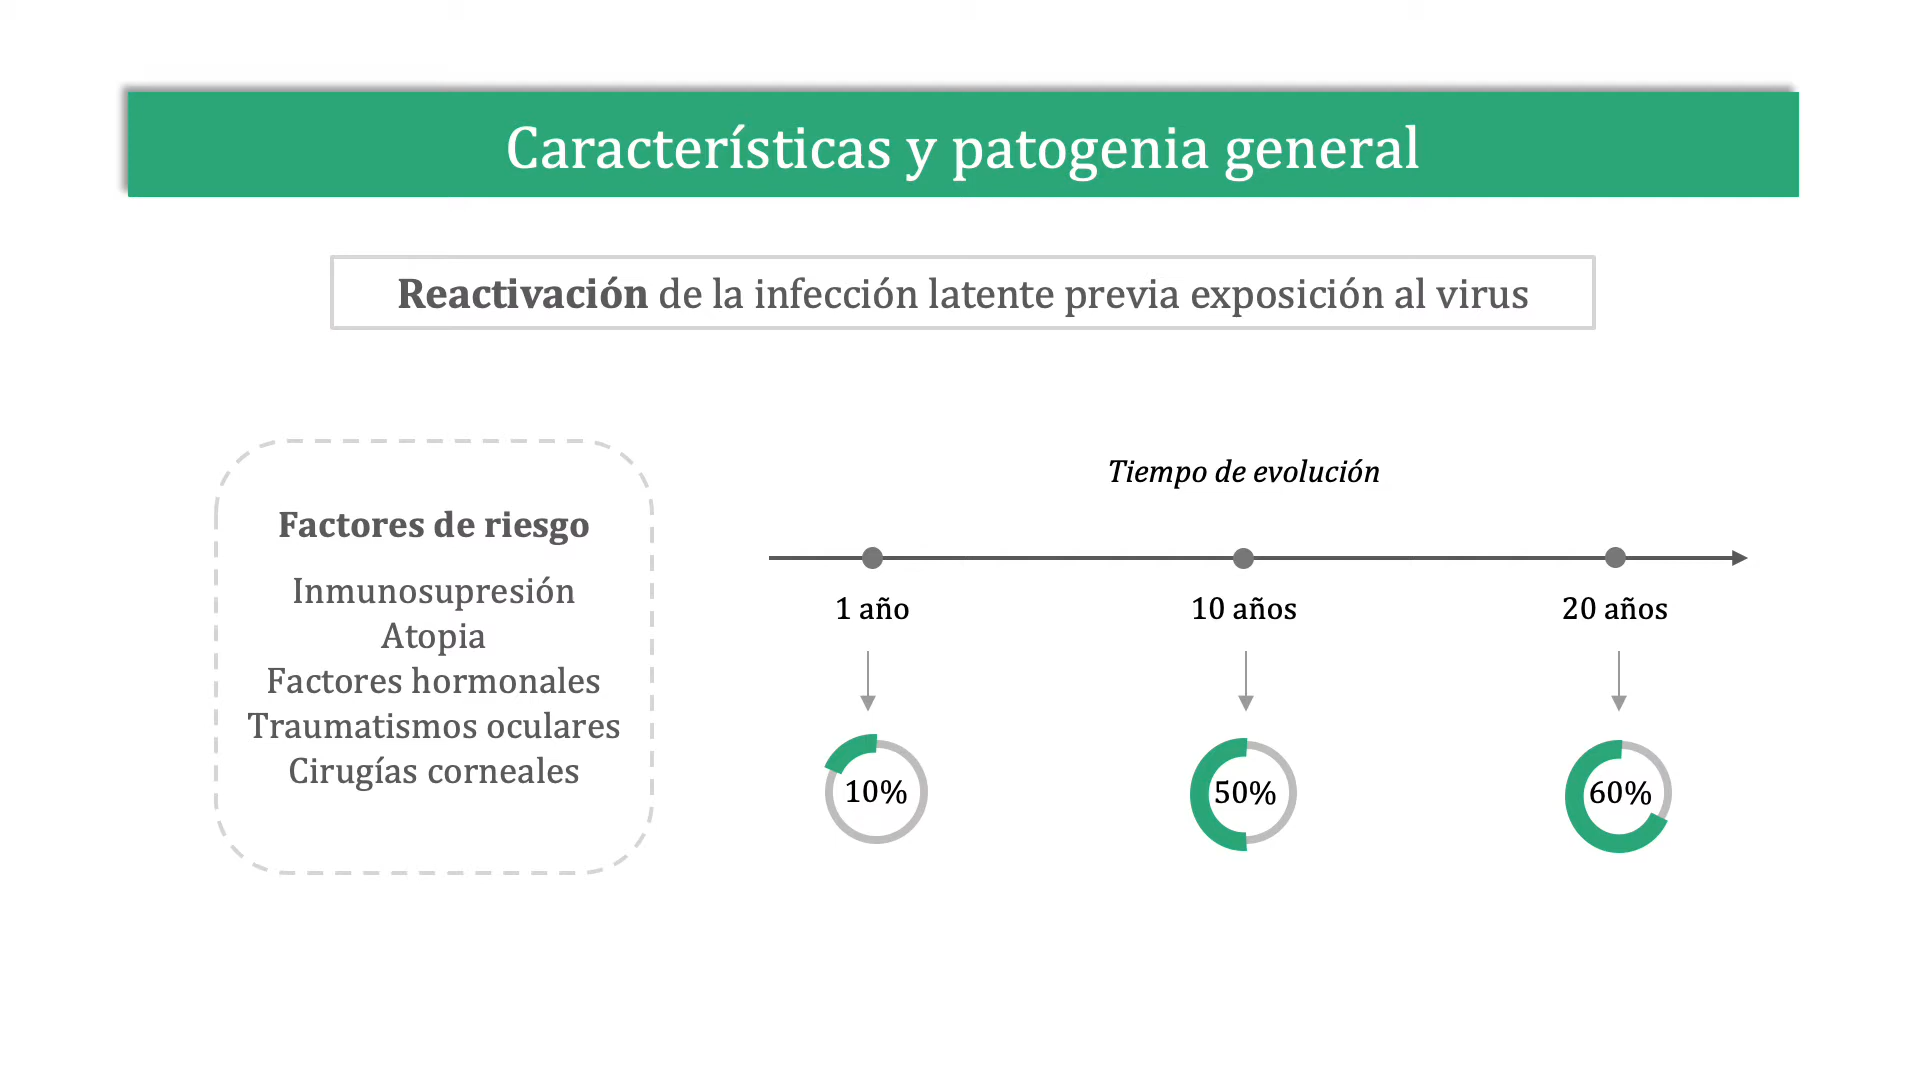 Características y patogenia general
Reactivación de la infección latente previa exposición al virus
Factores de riesgo
Inmunosupresión
Atopia
Factores hormonales
Traumatismos oculares
Cirugías corneales
Tiempo de evolución
1 año
10 años
20 años
10%
50%
60%